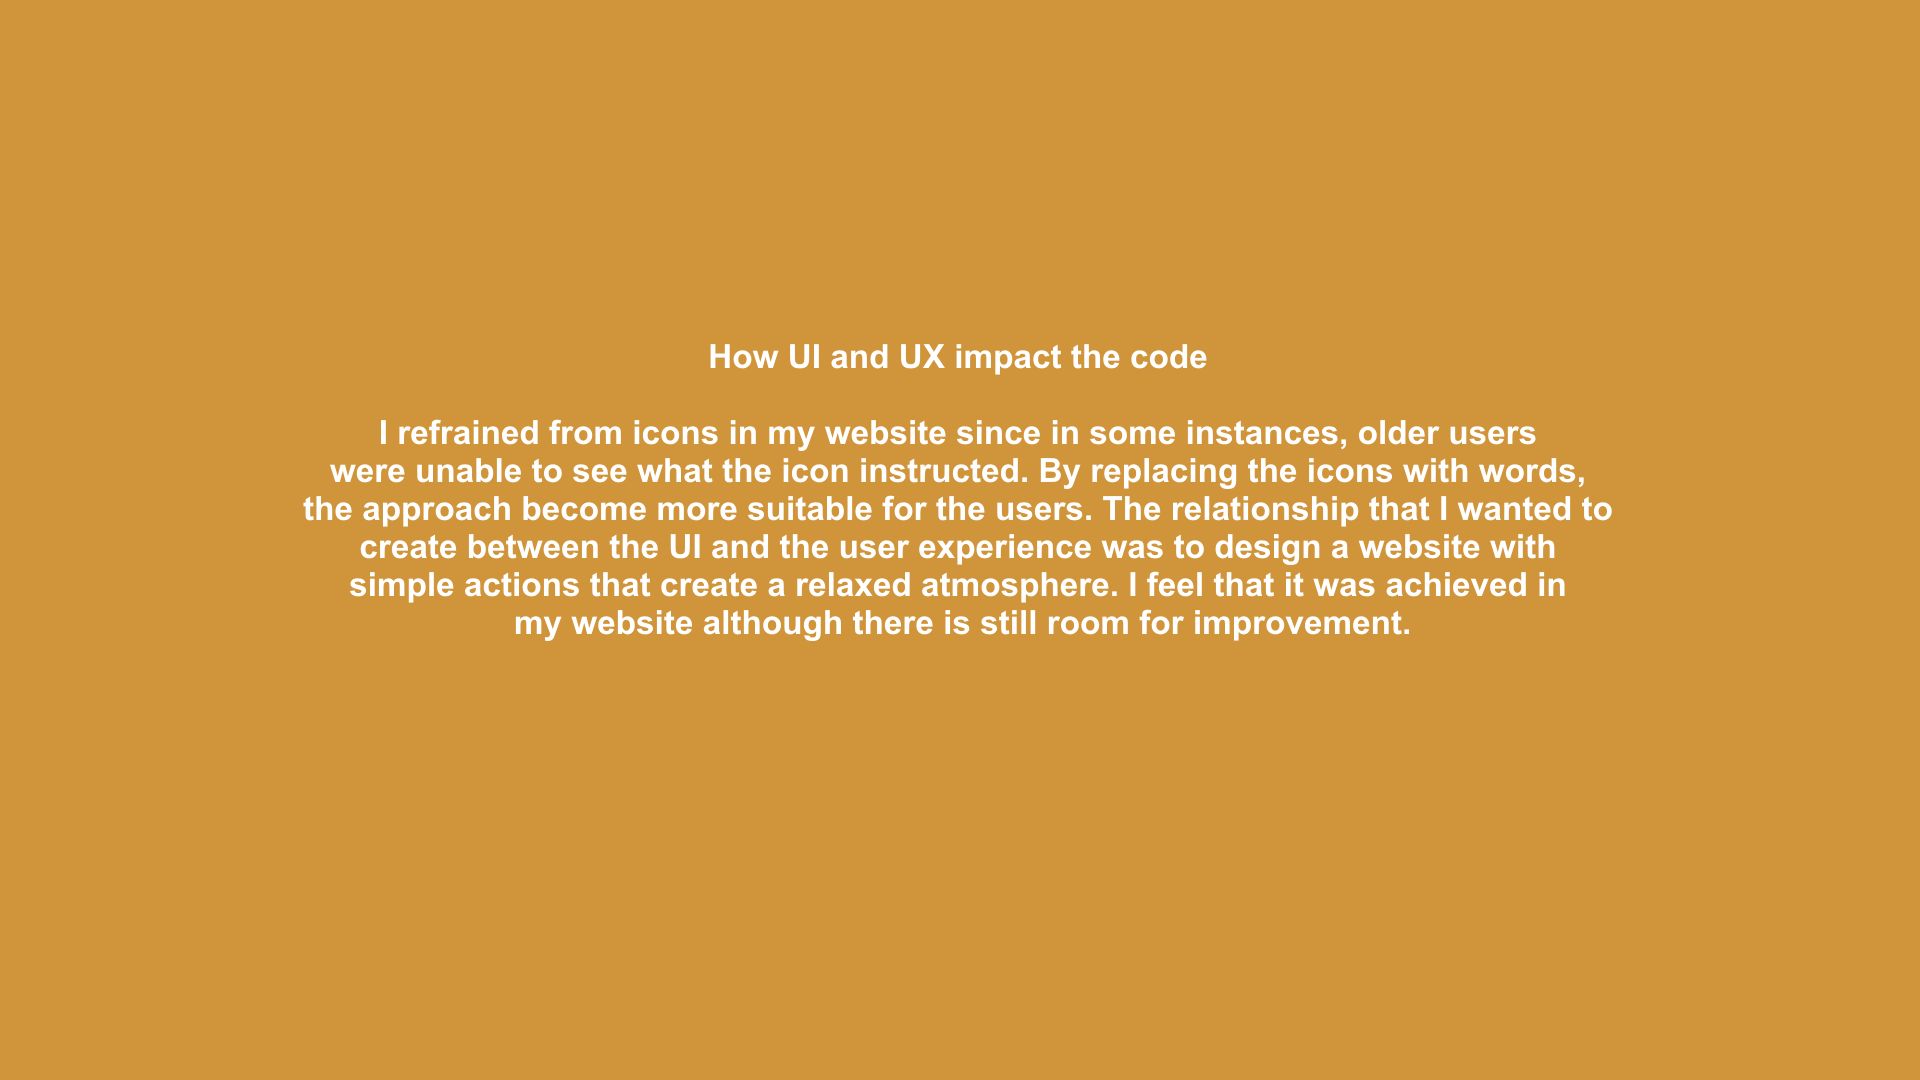 How UI and UX impact the code
I refrained from icons in my website since in some instances, older users
were unable to see what the icon instructed. By replacing the icons with words,
the approach become more suitable for the users. The relationship that I wanted to
create between the UI and the user experience was to design a website with
simple actions that create a relaxed atmosphere. I feel that it was achieved in
my website although there is still room for improvement.